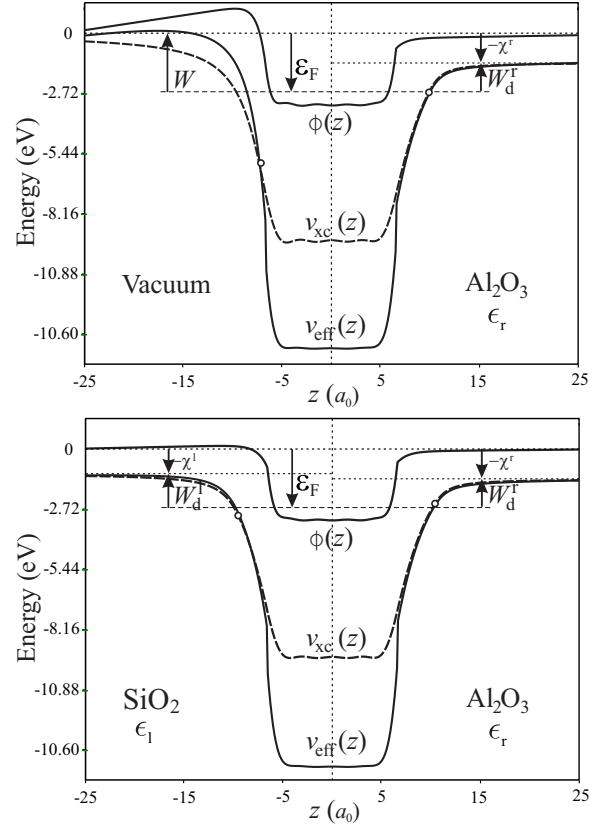 0
-2.72
-5.44
-8.16
-10.88
-10.60
Energy (eV)
W
ε_F
-χ^r
W_d^r
ϕ(z)
v_xc(z)
v_eff(z)
Vacuum
Al2O3
ϵ_r
-25 -15 -5 5 15 25
z (a_0)
0
-2.72
-5.44
-8.16
-10.88
-10.60
Energy (eV)
-χ^l
W_d^l
ε_F
-χ^r
W_d^r
ϕ(z)
v_xc(z)
v_eff(z)
SiO2
ϵ_l
Al2O3
ϵ_r
-25 -15 -5 5 15 25
z (a_0)